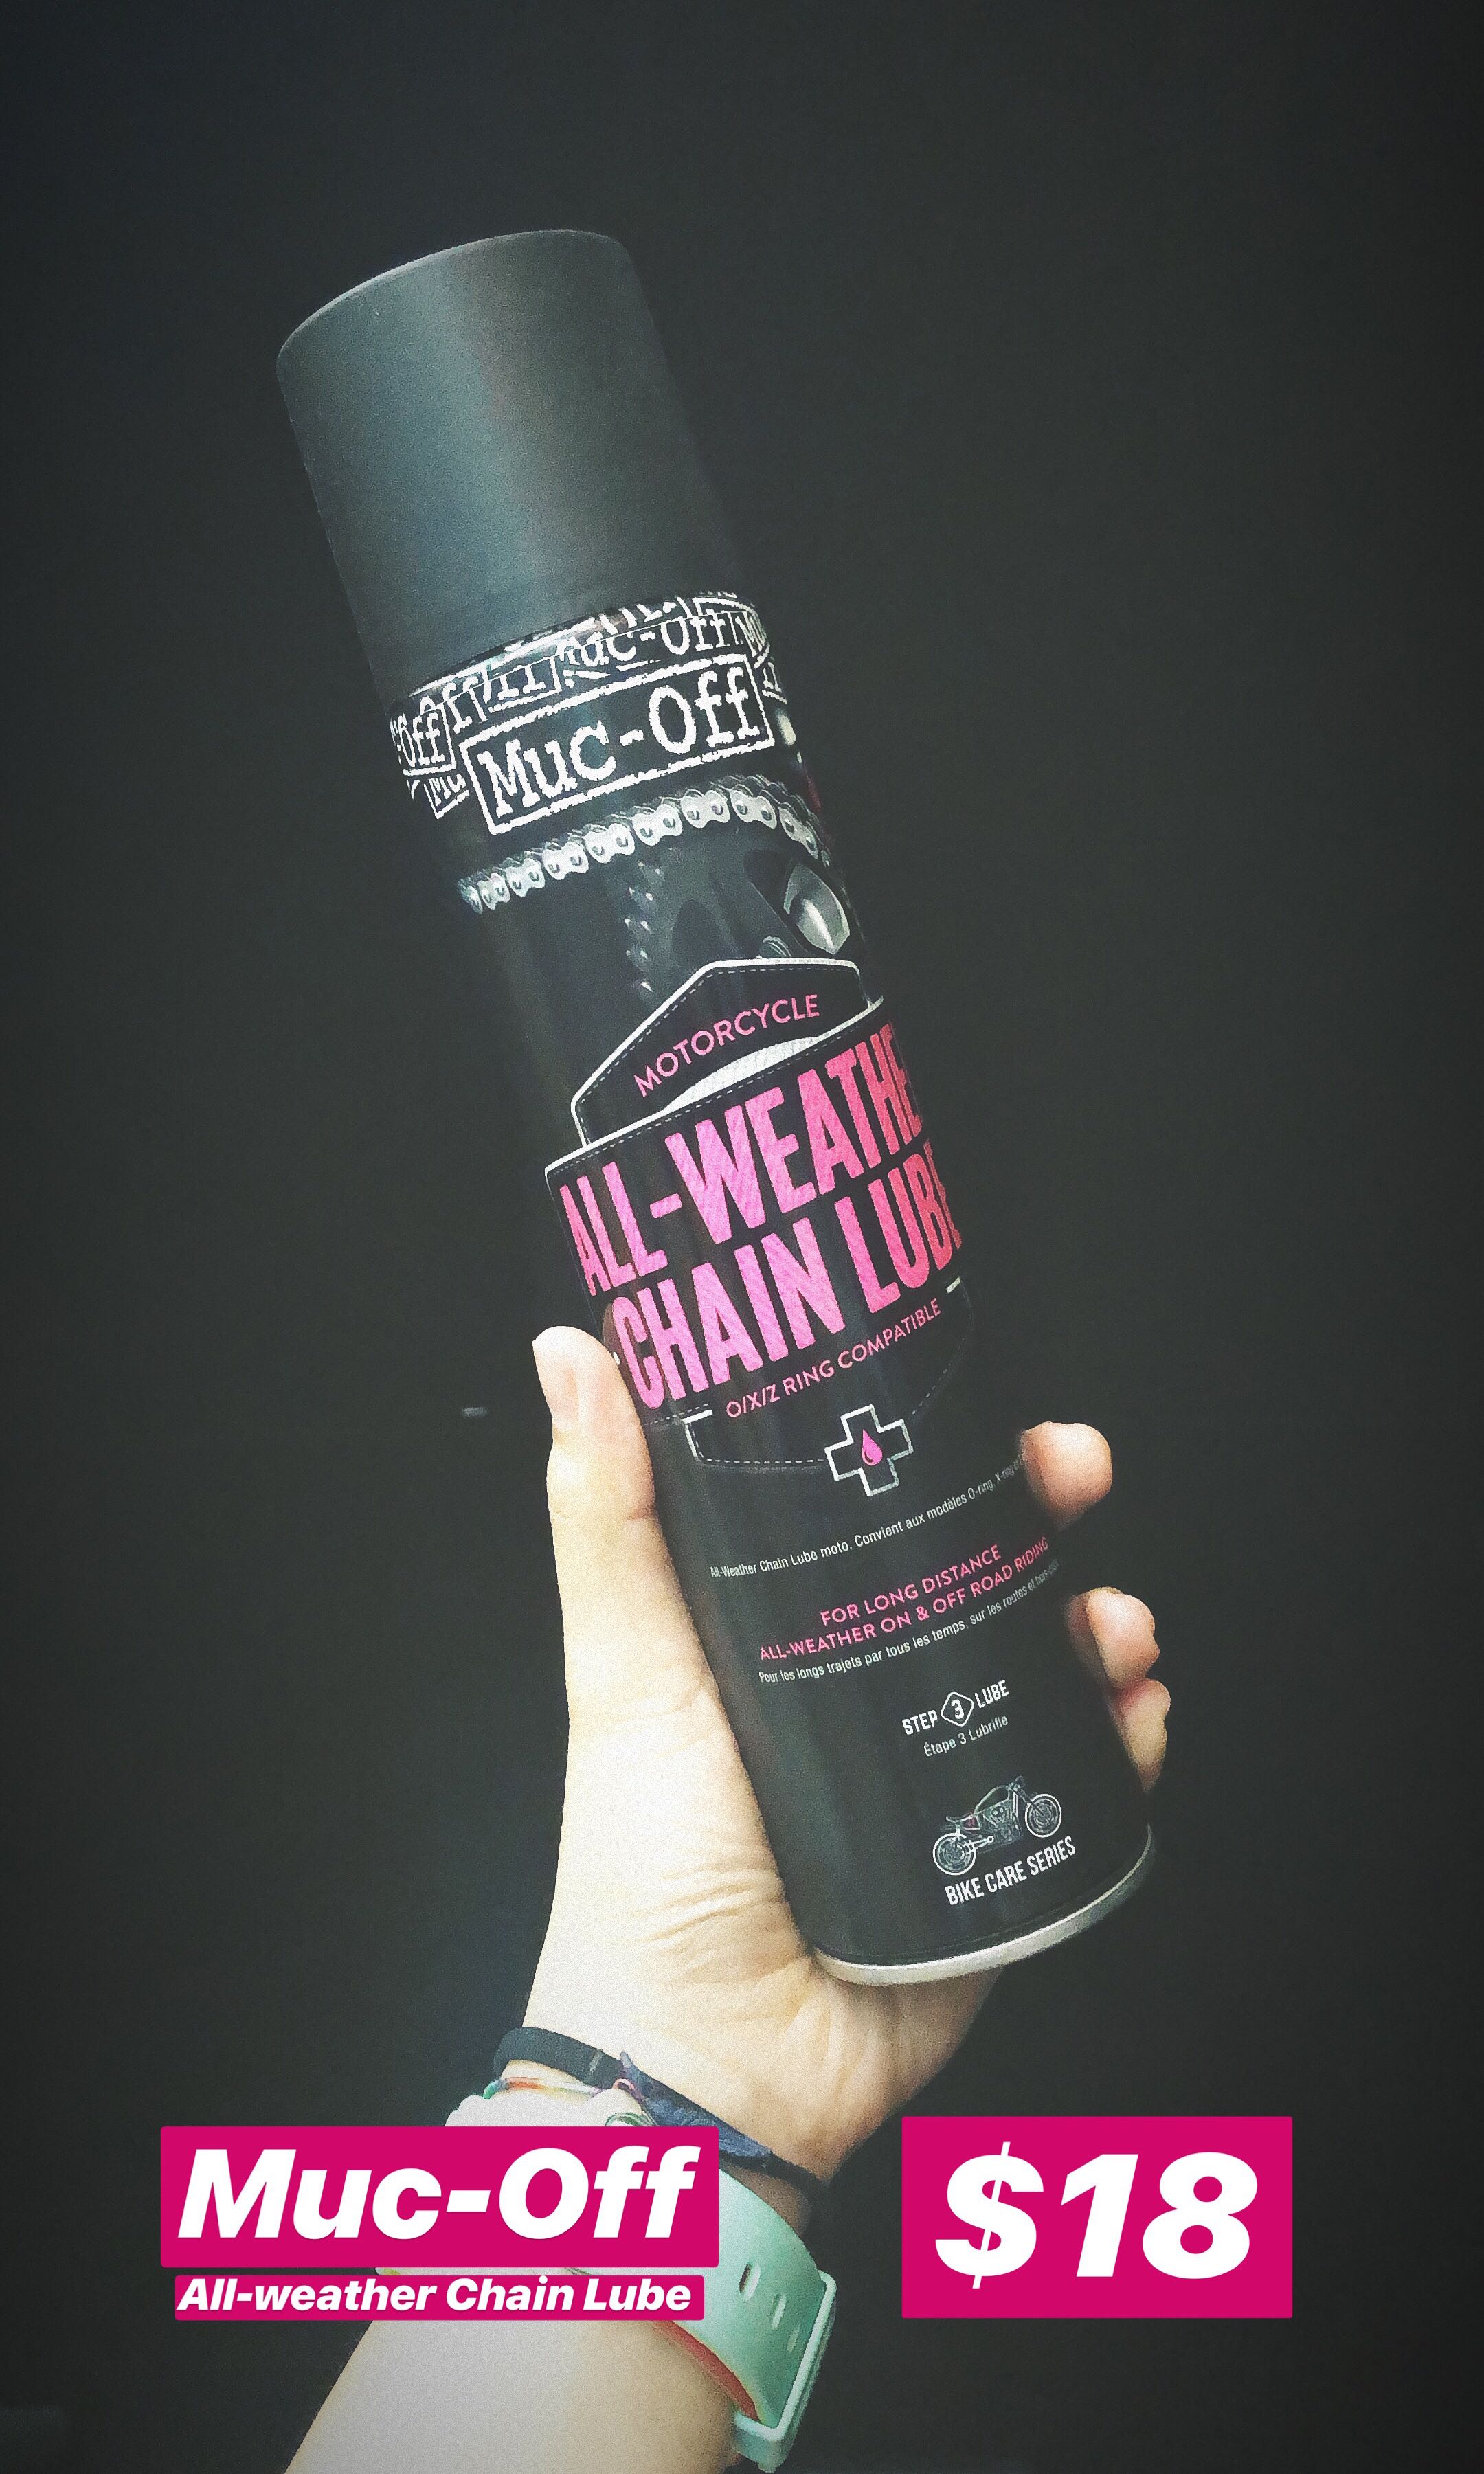 Muc-Off
Muc-Off
MOTORCYCLE
ALL-WEATHE
CHAIN LUBE
O/X/Z RING COMPATIBLE
All-Weather Chain Lube moto. Convient aux modèles O-ring, X-ring
FOR LONG DISTANCE
ALL-WEATHER ON & OFF ROAD RIDING
Pour les longs trajets par tous les temps, sur les routes et hors-
STEP 3 LUBE
Étape 3 Lubrifie
BIKE CARE SERIES
Muc-Off
All-weather Chain Lube
$18